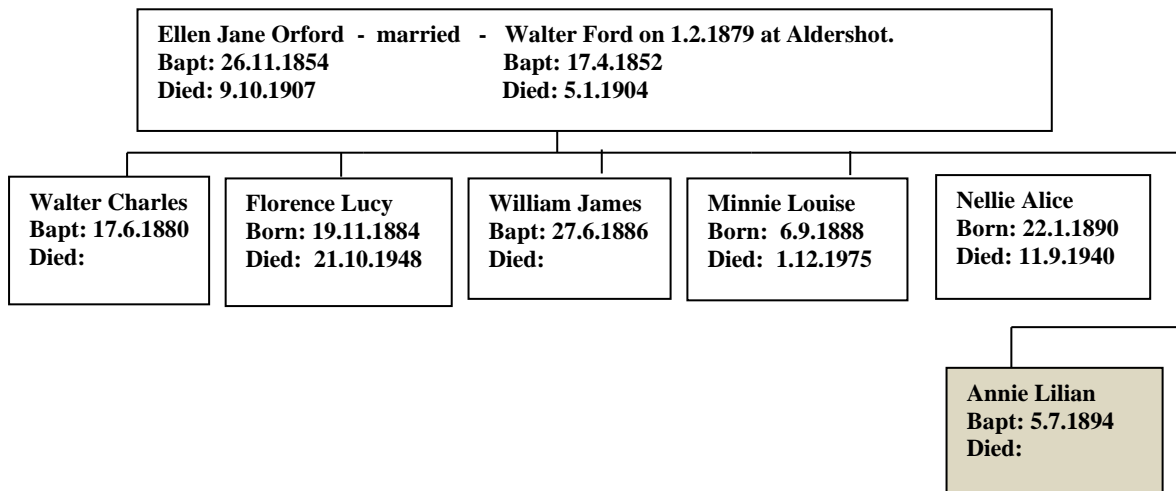 Ellen Jane Orford - married - Walter Ford on 1.2.1879 at Aldershot.
Bapt: 26.11.1854 Bapt: 17.4.1852
Died: 9.10.1907 Died: 5.1.1904
Walter Charles
Bapt: 17.6.1880
Died:
Florence Lucy
Born: 19.11.1884
Died: 21.10.1948
William James
Bapt: 27.6.1886
Died:
Minnie Louise
Born: 6.9.1888
Died: 1.12.1975
Nellie Alice
Born: 22.1.1890
Died: 11.9.1940
Annie Lilian
Bapt: 5.7.1894
Died: